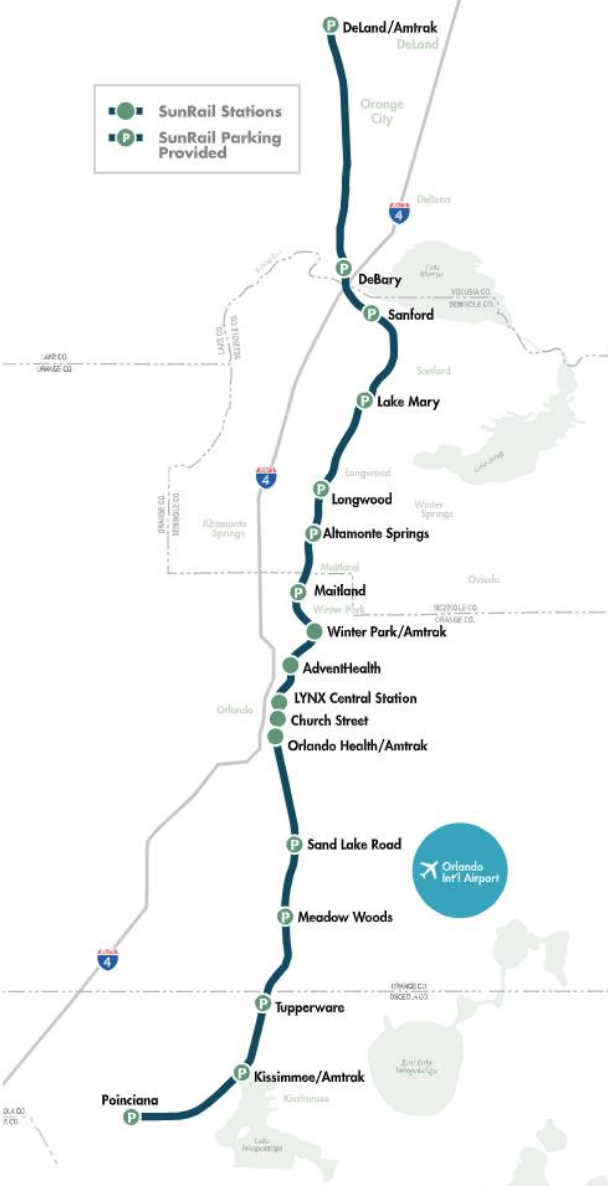 DeLand/Amtrak
DeLand
SunRail Stations
P SunRail Parking
Provided
Orange
City
Deltona
4
DeBary
VOLUSIA CO.
SEMINOLE CO.
Sanford
LAKE CO.
SEMINOLE CO.
LAKE CO.
ORANGE CO.
Sanford
Lake Mary
Longwood
4
Longwood
Winter
Springs
ORANGE CO.
SEMINOLE CO.
Altamonte
Springs
Altamonte Springs
Maitland
Oviedo
Maitland
Winter Park
SEMINOLE CO.
ORANGE CO.
Winter Park/Amtrak
AdventHealth
LYNX Central Station
Orlando
Church Street
Orlando Health/Amtrak
Sand Lake Road
Orlando
Int'l Airport
Meadow Woods
4
ORANGE CO.
OSCEOLA CO.
Tupperware
Kissimmee/Amtrak
Kissimmee
Poinciana